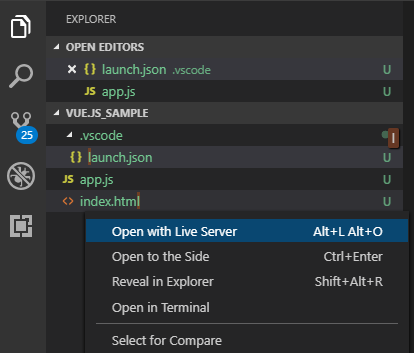 EXPLORER
OPEN EDITORS
{} launch.json .vscode U
JS app.js U
VUE.JS_SAMPLE
.vscode
{} launch.json U
JS app.js U
<> index.html U
25
Open with Live Server Alt+L Alt+O
Open to the Side Ctrl+Enter
Reveal in Explorer Shift+Alt+R
Open in Terminal
Select for Compare